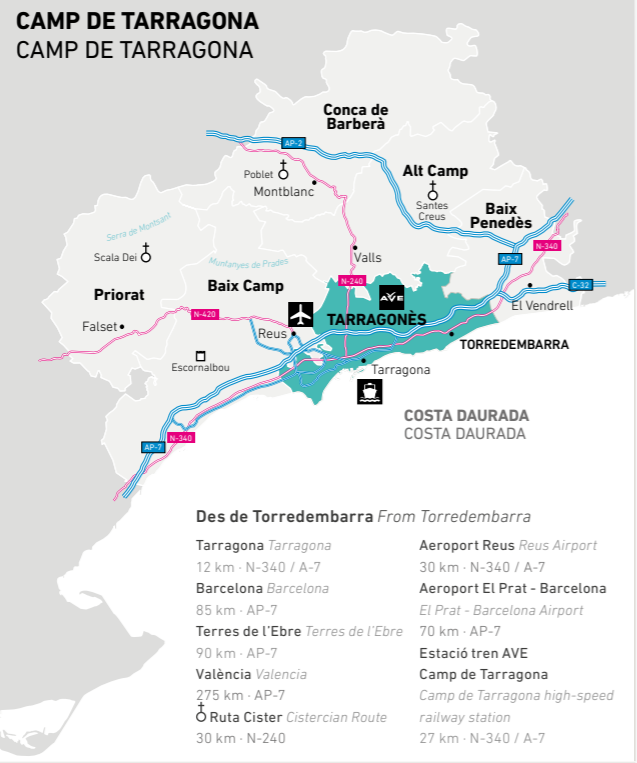 CAMP DE TARRAGONA
CAMP DE TARRAGONA
Conca de
Barberà
AP-2
Poblet
Montblanc
Alt Camp
Santes
Creus
Baix
Penedès
Serre de Montsant
Scala Dei
Valls
N-340
AP-7
Muntanyes de Prades
Priorat
Baix Camp
N-240
C-32
AVE
El Vendrell
N-420
TARRAGONÈS
Falset
Reus
TORREDEMBARRA
Escornalbou
Tarragona
COSTA DAURADA
COSTA DAURADA
N-340
AP-7
Des de Torredembarra From Torredembarra
Tarragona Tarragona
12 km · N-340 / A-7
Barcelona Barcelona
85 km · AP-7
Terres de l'Ebre Terres de l'Ebre
90 km · AP-7
València Valencia
275 km · AP-7
Ruta Cister Cistercian Route
30 km · N-240
Aeroport Reus Reus Airport
30 km · N-340 / A-7
Aeroport El Prat - Barcelona
El Prat - Barcelona Airport
70 km · AP-7
Estació tren AVE
Camp de Tarragona
Camp de Tarragona high-speed
railway station
27 km · N-340 / A-7